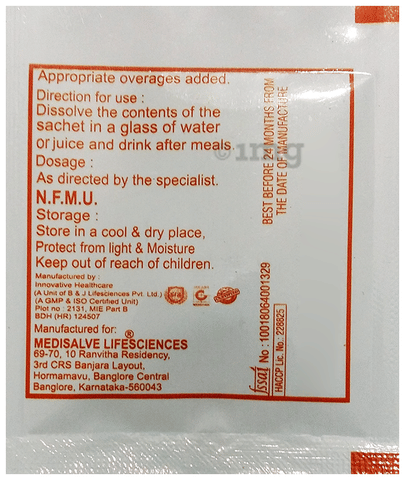 Appropriate overages added.
Direction for use :
Dissolve the contents of the
sachet in a glass of water
or juice and drink after meals.
Dosage :
As directed by the specialist.
N.F.M.U.
Storage :
Store in a cool & dry place,
Protect from light & Moisture
Keep out of reach of children.
Manufactured by :
Innovative Healthcare
(A Unit of B & J Lifesciences Pvt. Ltd.)
(A GMP & ISO Certified Unit)
Plot no : 2131, MIE Part B
BDH (HR) 124507
Manufactured for:
MEDISALVE LIFESCIENCES®
69-70, 10 Ranvitha Residency,
3rd CRS Banjara Layout,
Hormamavu, Banglore Central
Banglore, Karnataka-560043
BEST BEFORE 24 MONTHS FROM
THE DATE OF MANUFACTURE
fssai No : 10018064001329
HACCP Lic. No.: 228825
© 1mg